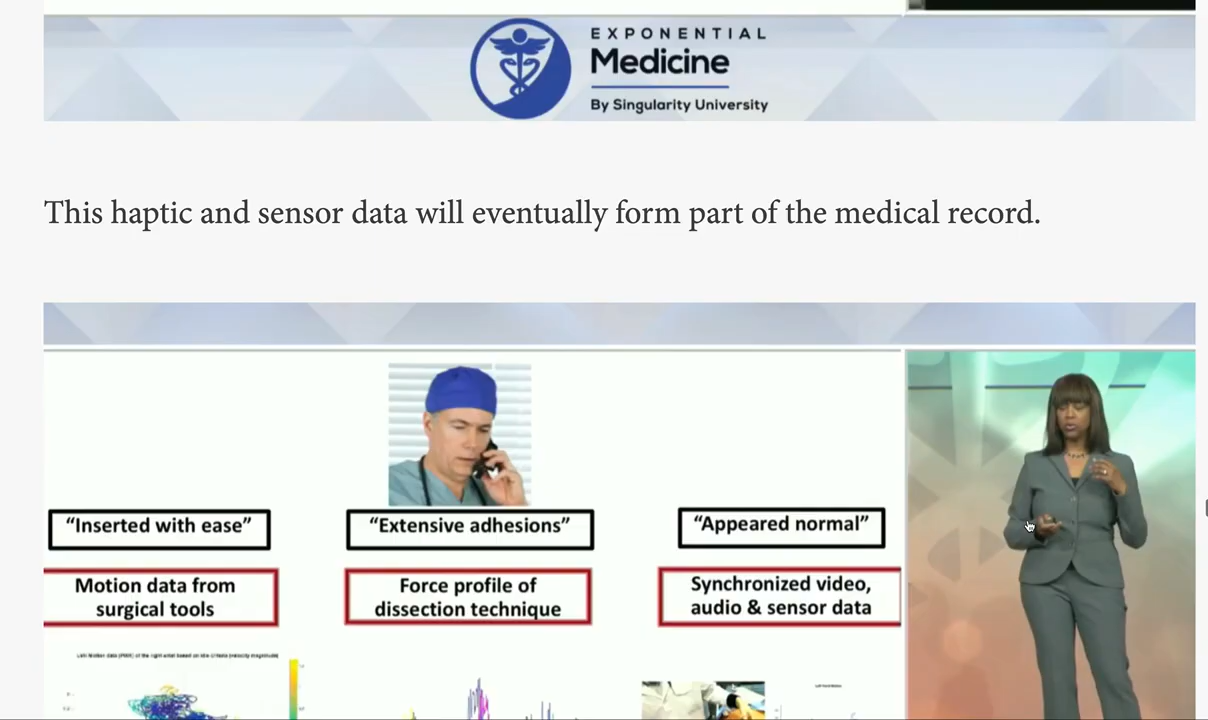 EXPONENTIAL
Medicine
By Singularity University
This haptic and sensor data will eventually form part of the medical record.
“Inserted with ease”
“Extensive adhesions”
“Appeared normal”
Motion data from
surgical tools
Force profile of
dissection technique
Synchronized video,
audio & sensor data